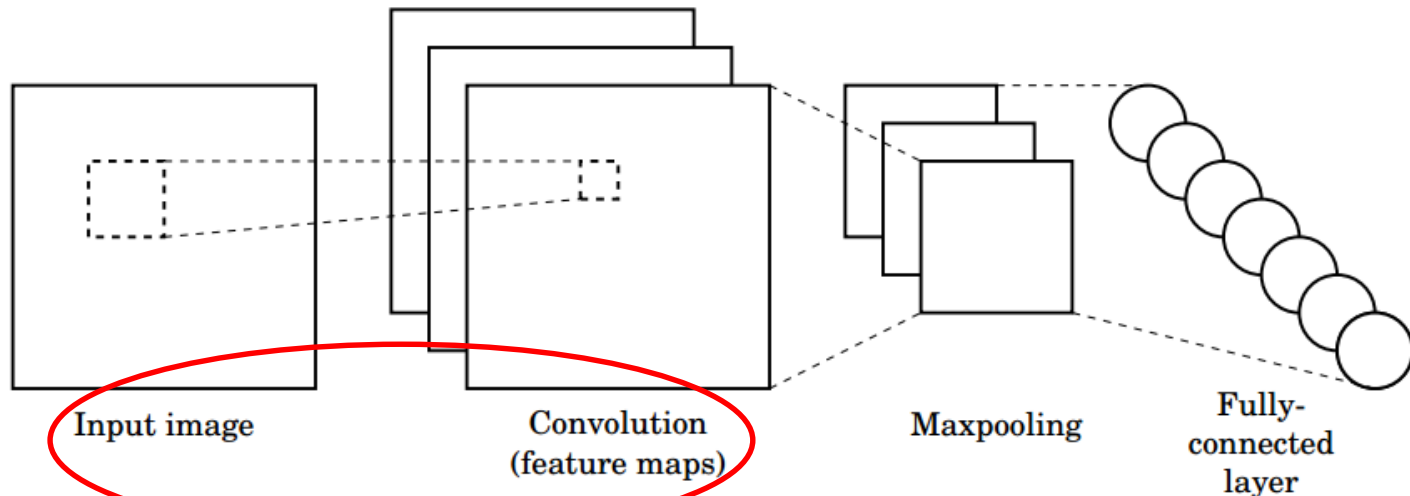 Input image
Convolution
(feature maps)
Maxpooling
Fully-
connected
layer